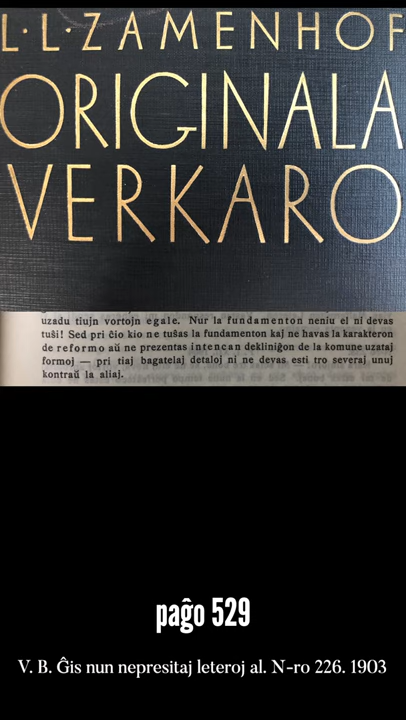 L·L·ZAMENHOF
ORIGINALA
VERKARO
uzadu tiujn vortojn egale. Nur la fundamenton neniu el ni devas
tuŝi! Sed pri ĉio kio ne tuŝas la fundamenton kaj ne havas la karakteron
de reformo aŭ ne prezentas intencan dekliniĝon de la komune uzataj
formoj — pri tiaj bagatelaj detaloj ni ne devas esti tro severaj unuj
kontraŭ la aliaj.
paĝo 529
V. B. Ĝis nun nepresitaj leteroj al. N-ro 226. 1903